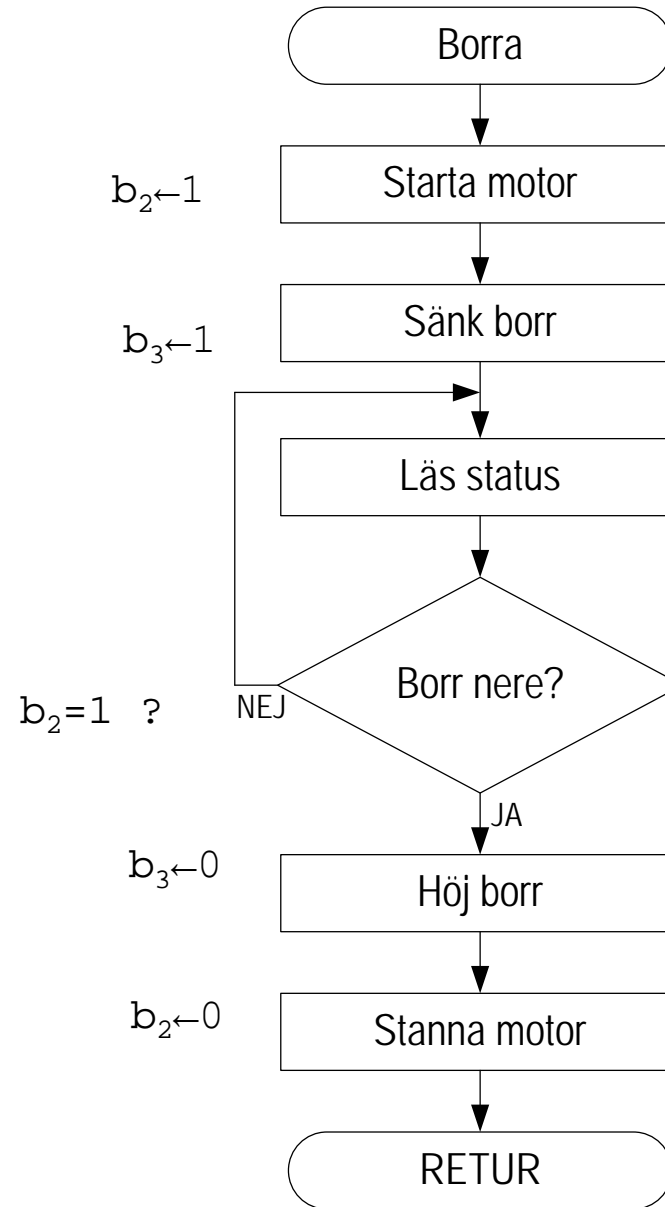 Borra
Starta motor
b₂←1
Sänk borr
b₃←1
Läs status
Borr nere?
b₂=1 ?
NEJ
JA
b₃←0
Höj borr
b₂←0
Stanna motor
RETUR